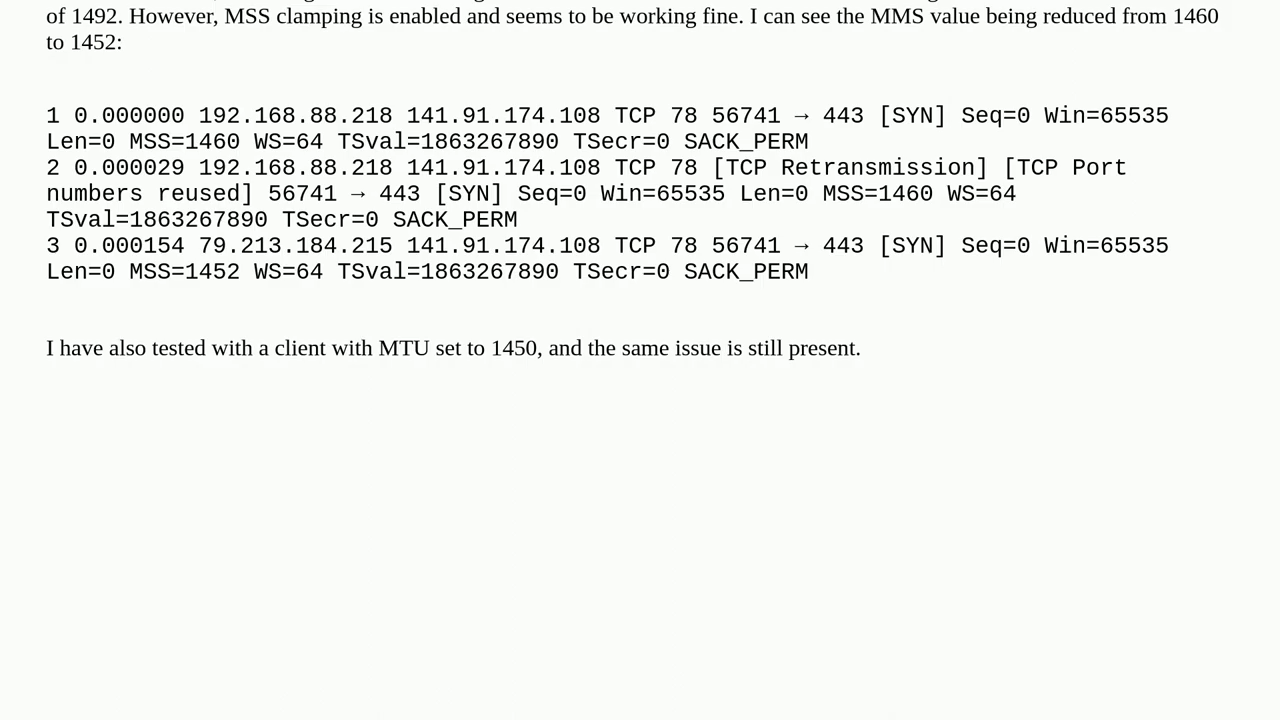 of 1492. However, MSS clamping is enabled and seems to be working fine. I can see the MMS value being reduced from 1460
to 1452:
1 0.000000 192.168.88.218 141.91.174.108 TCP 78 56741 → 443 [SYN] Seq=0 Win=65535
Len=0 MSS=1460 WS=64 TSval=1863267890 TSecr=0 SACK_PERM
2 0.000029 192.168.88.218 141.91.174.108 TCP 78 [TCP Retransmission] [TCP Port
numbers reused] 56741 → 443 [SYN] Seq=0 Win=65535 Len=0 MSS=1460 WS=64
TSval=1863267890 TSecr=0 SACK_PERM
3 0.000154 79.213.184.215 141.91.174.108 TCP 78 56741 → 443 [SYN] Seq=0 Win=65535
Len=0 MSS=1452 WS=64 TSval=1863267890 TSecr=0 SACK_PERM
I have also tested with a client with MTU set to 1450, and the same issue is still present.